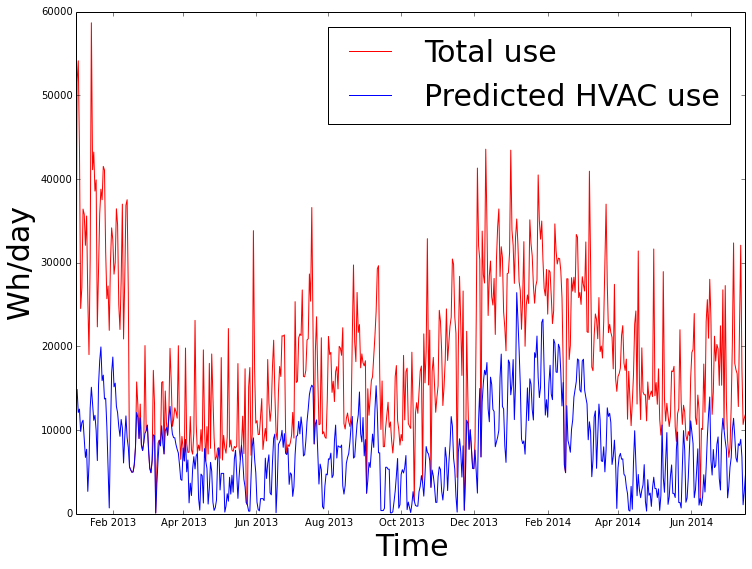 60000
50000
40000
30000
20000
10000
0
Wh/day
Total use
Predicted HVAC use
Feb 2013 Apr 2013 Jun 2013 Aug 2013 Oct 2013 Dec 2013 Feb 2014 Apr 2014 Jun 2014
Time